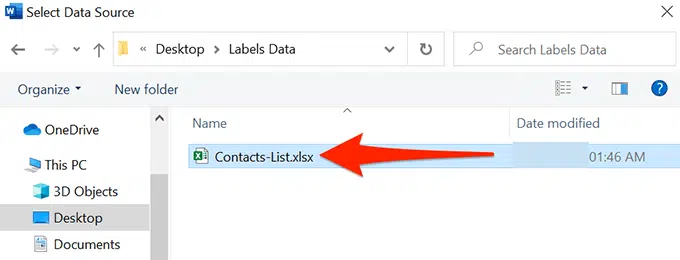 Select Data Source
« Desktop > Labels Data
Search Labels Data
Organize New folder
Name Date modified
OneDrive
This PC
Contacts-List.xlsx 01:46 AM
3D Objects
Desktop
Documents